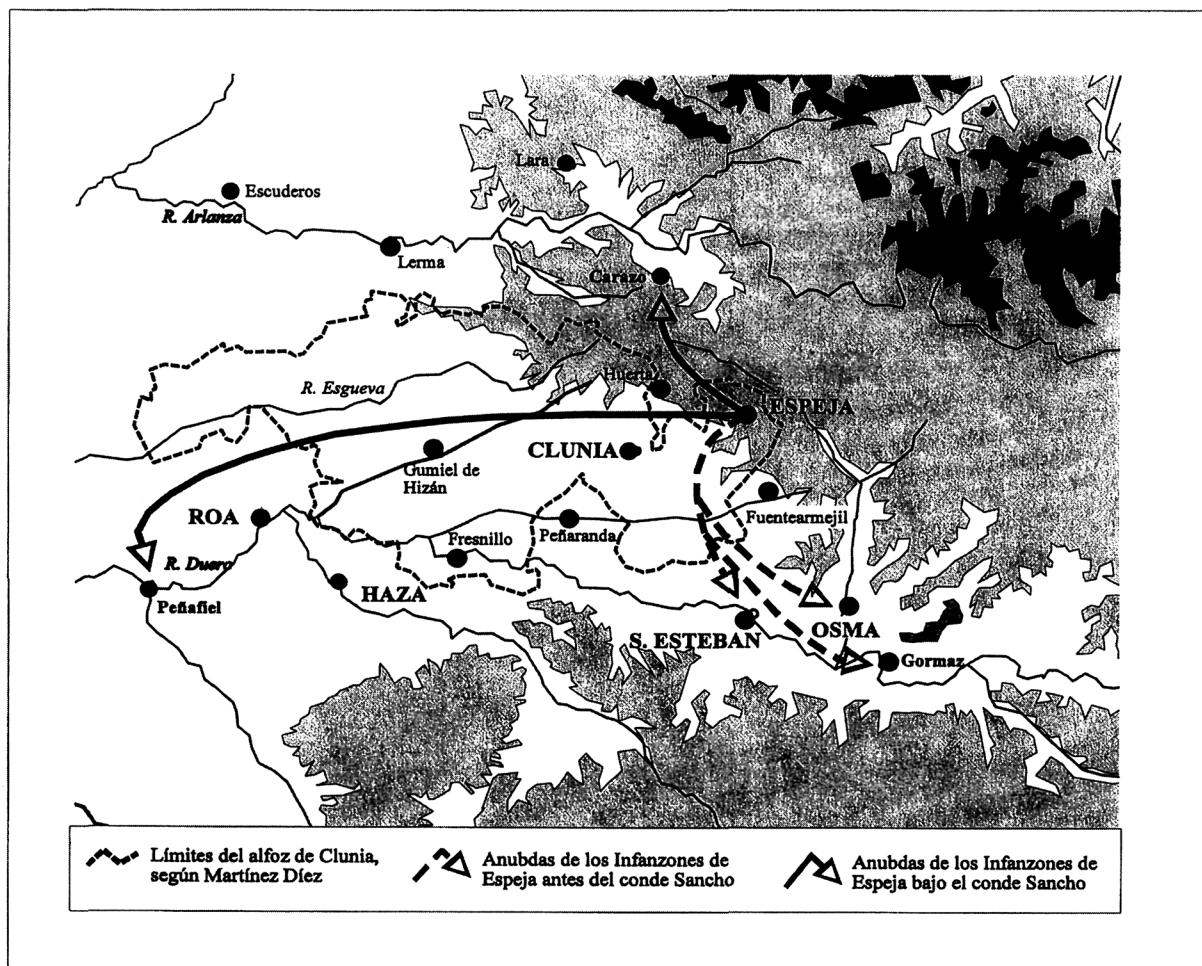 Lara
Escuderos
R. Arlanza
Lerma
Carazo
R. Esgueva
Huerta
ESPEJA
CLUNIA
Gumiel de
Hizán
Fuentearmejil
ROA
Fresnillo
Peñaranda
R. Duero
HAZA
Peñafiel
OSMA
S. ESTEBAN
Gormaz
Límites del alfoz de Clunia,
según Martínez Díez
Anubdas de los Infanzones de
Espeja antes del conde Sancho
Anubdas de los Infanzones de
Espeja bajo el conde Sancho